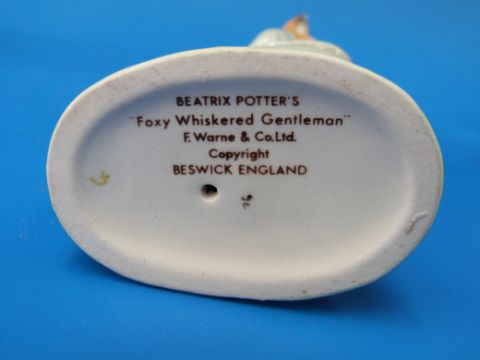 BEATRIX POTTER'S
"Foxy Whiskered Gentleman"
F. Warne & Co. Ltd.
Copyright
BESWICK ENGLAND